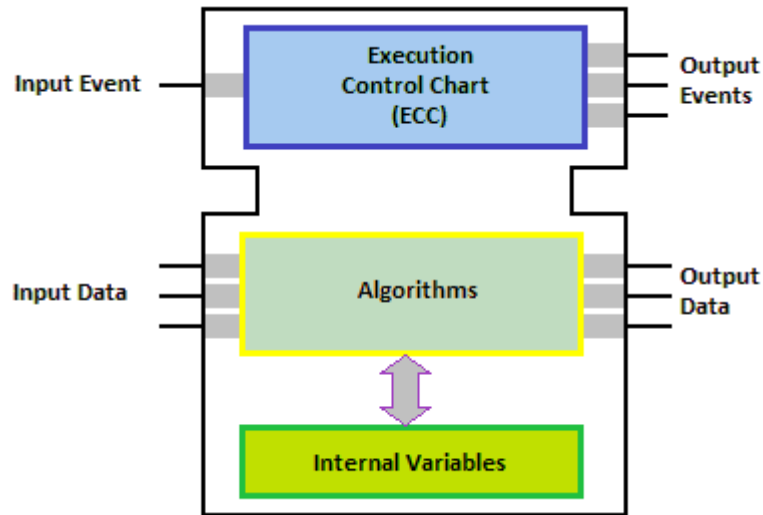 Execution
Control Chart
(ECC)
Input Event
Output
Events
Algorithms
Input Data
Output
Data
Internal Variables